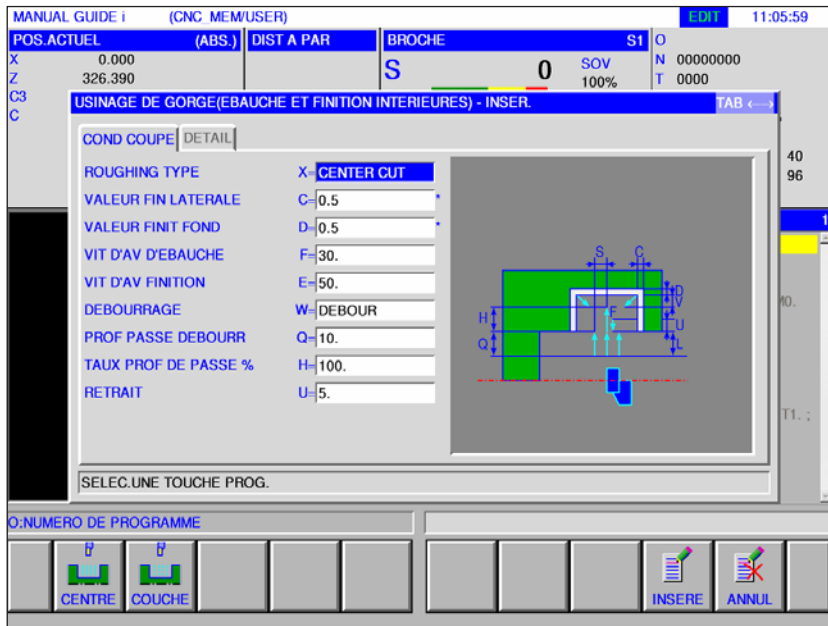 MANUAL GUIDE i (CNC_MEM/USER) EDIT 11:05:59
POS.ACTUEL (ABS.) DIST A PAR BROCHE S1 O
X 0.000 S 0 SOV N 00000000
Z 326.390 100% T 0000
C3
C
USINAGE DE GORGE(EBAUCHE ET FINITION INTERIEURES) - INSER. TAB
COND COUPE DETAIL
ROUGHING TYPE X= CENTER CUT
VALEUR FIN LATERALE C= 0.5 *
VALEUR FINIT FOND D= 0.5 *
VIT D'AV D'EBAUCHE F= 30.
VIT D'AV FINITION E= 50.
DEBOURRAGE W= DEBOUR
PROF PASSE DEBOURR Q= 10.
TAUX PROF DE PASSE % H= 100.
RETRAIT U= 5.
S C
D
V
H F U
Q L
40
96
1
M0.
T1. ;
SELEC.UNE TOUCHE PROG.
O:NUMERO DE PROGRAMME
CENTRE COUCHE INSERE ANNUL